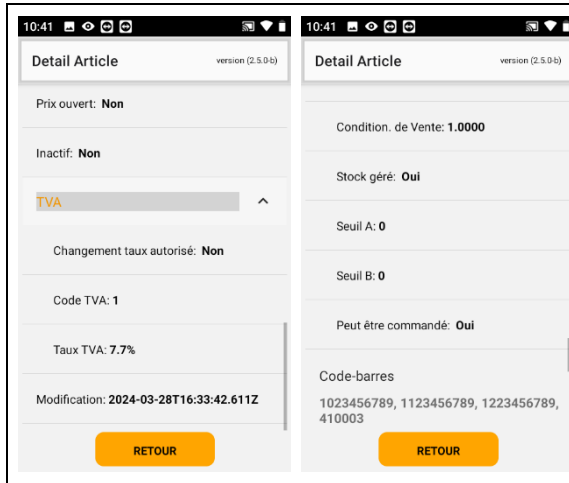 10:41
Detail Article
version (2.5.0-b)
Prix ouvert: Non
Inactif: Non
TVA
Changement taux autorisé: Non
Code TVA: 1
Taux TVA: 7.7%
Modification: 2024-03-28T16:33:42.611Z
RETOUR
10:41
Detail Article
version (2.5.0-b)
Condition. de Vente: 1.0000
Stock géré: Oui
Seuil A: 0
Seuil B: 0
Peut être commandé: Oui
Code-barres
1023456789, 1123456789, 1223456789,
410003
RETOUR